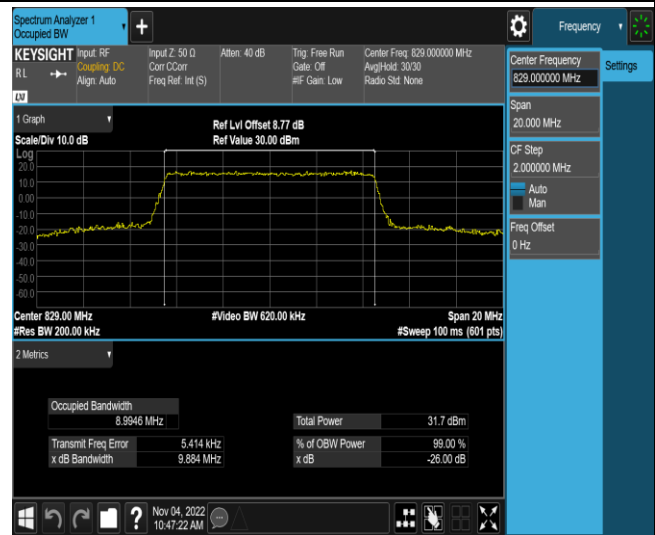 Spectrum Analyzer 1
Occupied BW
+
Frequency
KEYSIGHT
R L
LXI
Input: RF
Coupling: DC
Align: Auto
Input Z: 50 Ω
Corr CCorr
Freq Ref: Int (S)
Atten: 40 dB
Trig: Free Run
Gate: Off
#IF Gain: Low
Center Freq: 829.000000 MHz
Avg|Hold: 30/30
Radio Std: None
Center Frequency
829.000000 MHz
Settings
Span
20.000 MHz
CF Step
2.000000 MHz
Auto
Man
Freq Offset
0 Hz
1 Graph
Scale/Div 10.0 dB
Ref Lvl Offset 8.77 dB
Ref Value 30.00 dBm
Log
20.0
10.0
0.00
-10.0
-20.0
-30.0
-40.0
-50.0
-60.0
Center 829.00 MHz
#Video BW 620.00 kHz
Span 20 MHz
#Res BW 200.00 kHz
#Sweep 100 ms (601 pts)
2 Metrics
Occupied Bandwidth
8.9946 MHz
Total Power 31.7 dBm
Transmit Freq Error 5.414 kHz
% of OBW Power 99.00 %
x dB Bandwidth 9.884 MHz
x dB -26.00 dB
?
Nov 04, 2022
10:47:22 AM